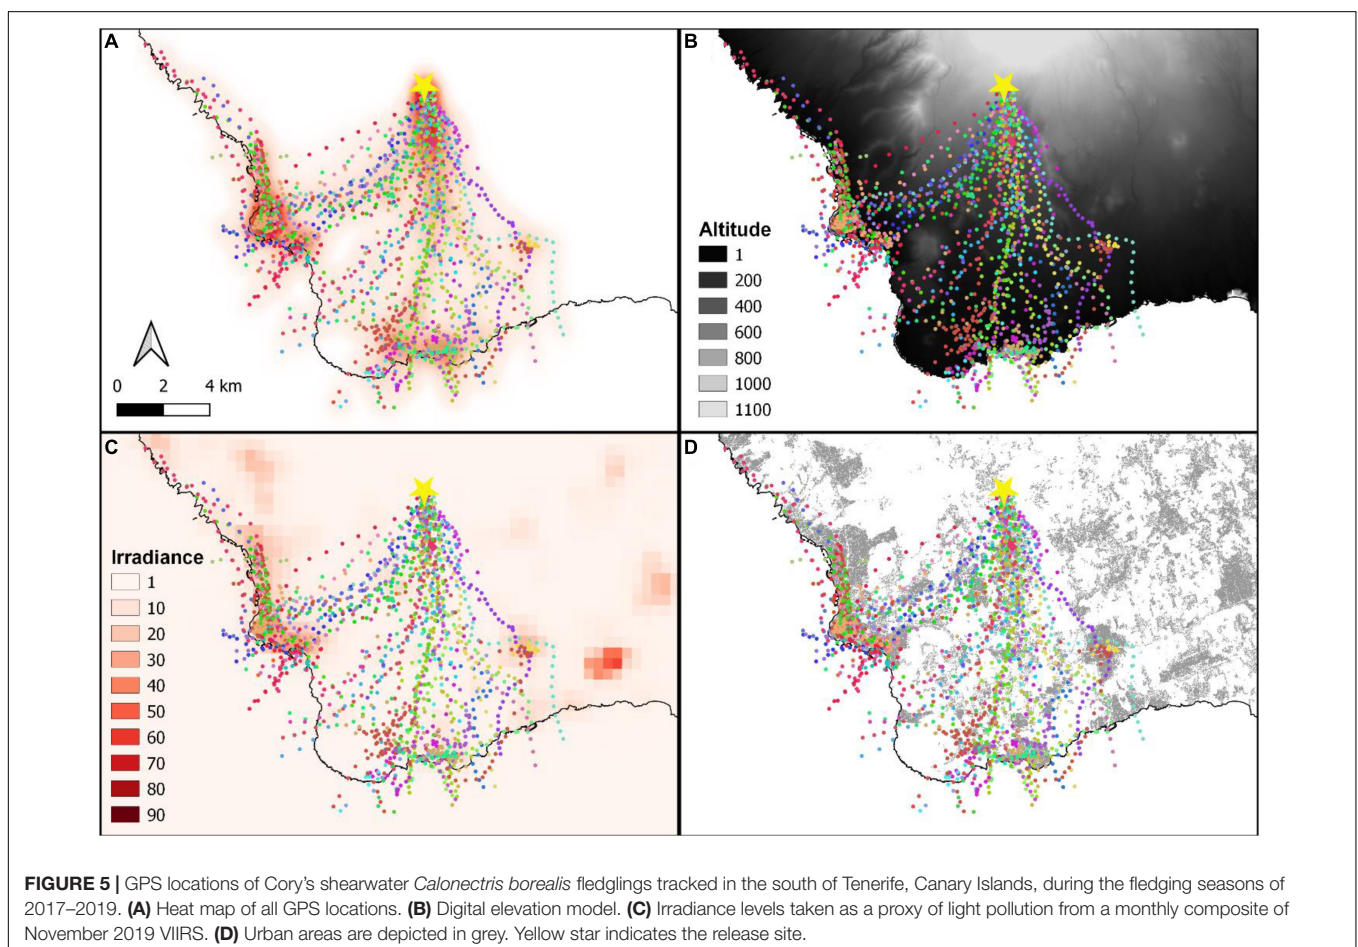 A
B
Altitude
1
200
400
600
800
1000
1100
0 2 4 km
C
D
Irradiance
1
10
20
30
40
50
60
70
80
90
FIGURE 5 | GPS locations of Cory's shearwater Calonectris borealis fledglings tracked in the south of Tenerife, Canary Islands, during the fledging seasons of
2017–2019. (A) Heat map of all GPS locations. (B) Digital elevation model. (C) Irradiance levels taken as a proxy of light pollution from a monthly composite of
November 2019 VIIRS. (D) Urban areas are depicted in grey. Yellow star indicates the release site.